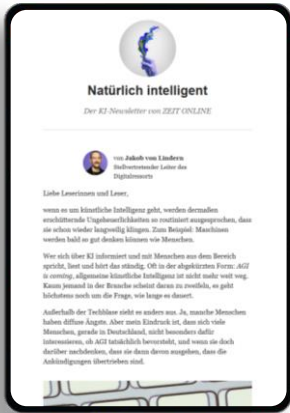 Natürlich intelligent
Der KI-Newsletter von ZEIT ONLINE
von Jakob von Lindern
Stellvertretender Leiter des
Digitalressorts
Liebe Leserinnen und Leser,
wenn es um künstliche Intelligenz geht, werden dermaßen
erschütternde Ungeheuerlichkeiten so routiniert ausgesprochen, dass
sie schon wieder langweilig klingen. Zum Beispiel: Maschinen
werden bald so gut denken können wie Menschen.
Wer sich über KI informiert und mit Menschen aus dem Bereich
spricht, liest und hört das ständig. Oft in der abgekürzten Form: AGI
is coming, allgemeine künstliche Intelligenz ist nicht mehr weit weg.
Kaum jemand in der Branche scheint daran zu zweifeln, es geht
höchstens noch um die Frage, wie lange es dauert.
Außerhalb der Techblase sieht es anders aus. Ja, manche Menschen
haben diffuse Ängste. Aber mein Eindruck ist, dass sich viele
Menschen, gerade in Deutschland, nicht besonders dafür
interessieren, ob AGI tatsächlich bevorsteht, und wenn sie doch
darüber nachdenken, dass sie dann davon ausgehen, dass die
Ankündigungen übertrieben sind.